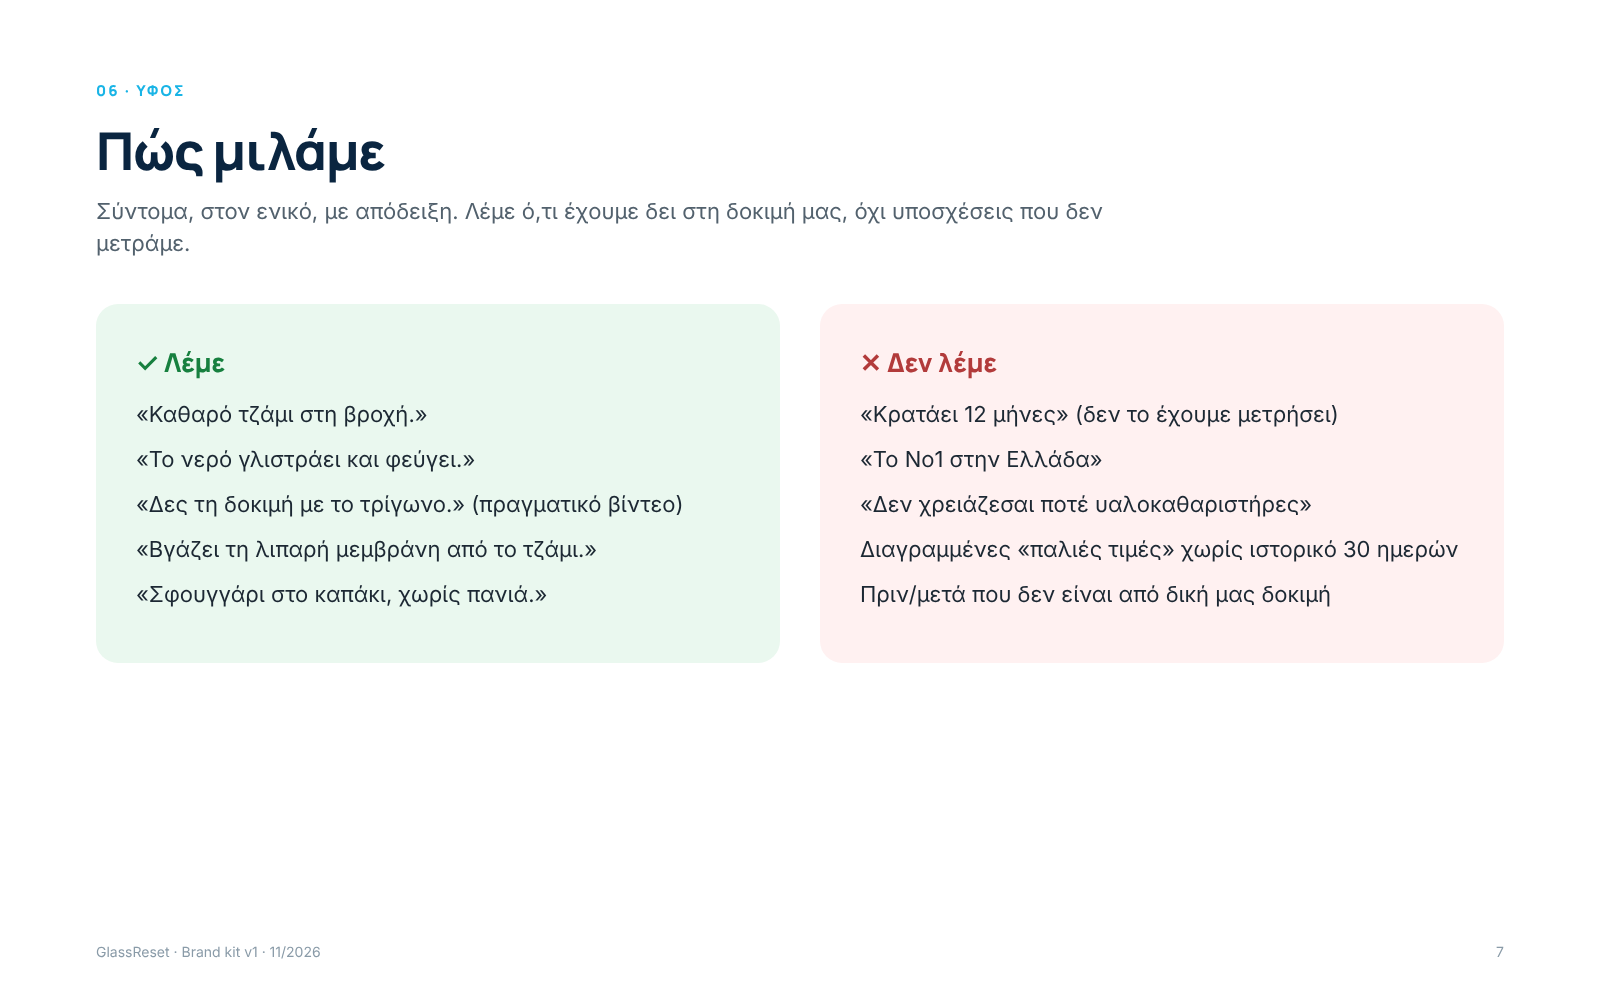 06 · ΥΦΟΣ
Πώς μιλάμε
Σύντομα, στον ενικό, με απόδειξη. Λέμε ό,τι έχουμε δει στη δοκιμή μας, όχι υποσχέσεις που δεν
μετράμε.
✓ Λέμε
«Καθαρό τζάμι στη βροχή.»
«Το νερό γλιστράει και φεύγει.»
«Δες τη δοκιμή με το τρίγωνο.» (πραγματικό βίντεο)
«Βγάζει τη λιπαρή μεμβράνη από το τζάμι.»
«Σφουγγάρι στο καπάκι, χωρίς πανιά.»
✕ Δεν λέμε
«Κρατάει 12 μήνες» (δεν το έχουμε μετρήσει)
«Το Νο1 στην Ελλάδα»
«Δεν χρειάζεσαι ποτέ υαλοκαθαριστήρες»
Διαγραμμένες «παλιές τιμές» χωρίς ιστορικό 30 ημερών
Πριν/μετά που δεν είναι από δική μας δοκιμή
GlassReset · Brand kit v1 · 11/2026
7